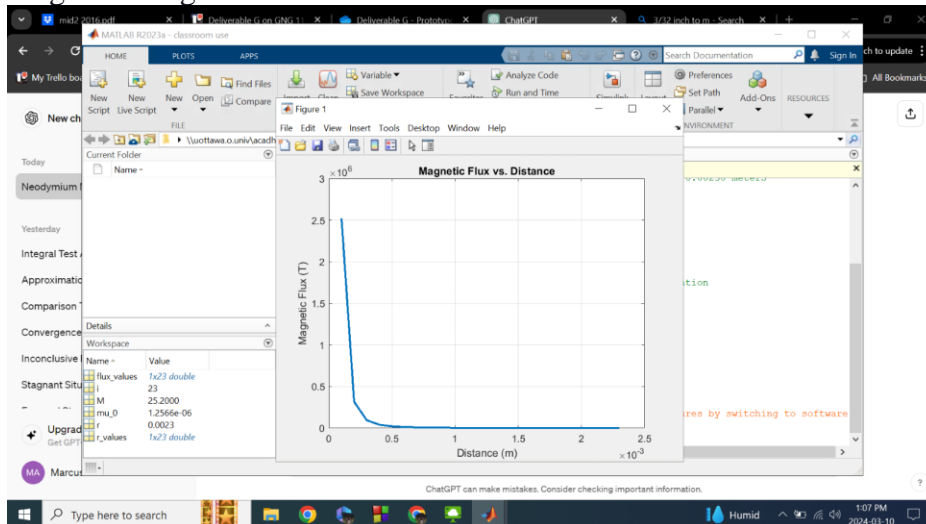 mid2 2016.pdf
Deliverable G on GNG 11
Deliverable G - Prototyp
ChatGPT
3/32 inch to m - Search
MATLAB R2023a - classroom use
ch to update
HOME
PLOTS
APPS
Search Documentation
Sign In
My Trello boa
All Bookmarks
New Script
New Live Script
New
Open
Find Files
Compare
Variable
Save Workspace
Analyze Code
Run and Time
Preferences
Set Path
Parallel
Add-Ons
RESOURCES
FILE
NVIRONMENT
New ch
\\uottawa.o.univ\acadh
Current Folder
Name
Figure 1
File Edit View Insert Tools Desktop Window Help
Today
Neodymium
Yesterday
Integral Test
Approximatic
Comparison
Convergence
Inconclusive
Stagnant Situ
Magnetic Flux vs. Distance
×10^6
Magnetic Flux (T)
3
2.5
2
1.5
1
0.5
0
0 0.5 1 1.5 2 2.5
Distance (m)
×10^-3
meters
tion
res by switching to software
Details
Workspace
Name Value
flux_values 1x23 double
i 23
M 25.2000
mu_0 1.2566e-06
r 0.0023
r_values 1x23 double
Upgrad
Get GPT
MA Marcus
ChatGPT can make mistakes. Consider checking important information.
?
Type here to search
Humid
1:07 PM
2024-03-10